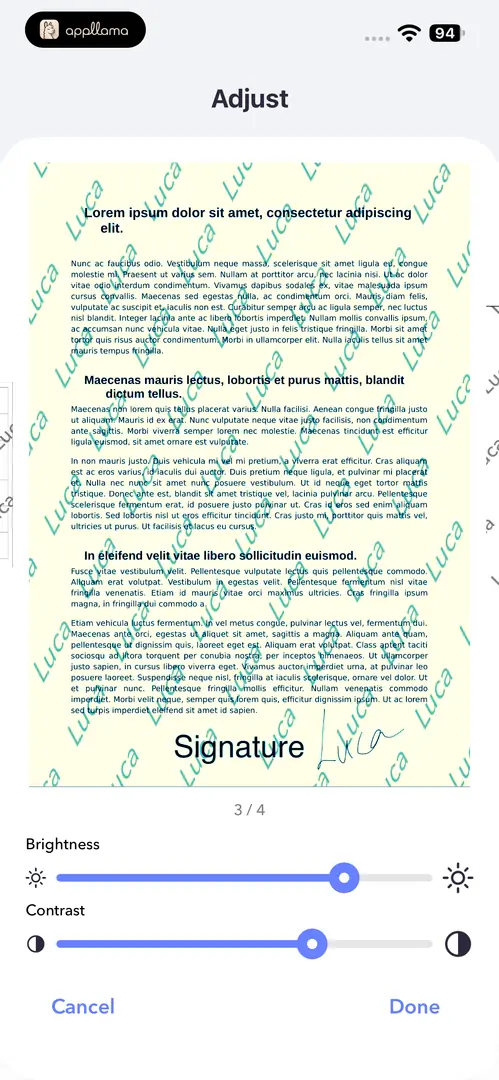 appllama
94
Adjust
Lorem ipsum dolor sit amet, consectetur adipiscing
elit.
Nunc ac faucibus odio. Vestibulum neque massa, scelerisque sit amet ligula eu, congue
molestie mi. Praesent ut varius sem. Nullam at porttitor arcu, nec lacinia nisi. Ut ac dolor
vitae odio interdum condimentum. Vivamus dapibus sodales ex, vitae malesuada ipsum
cursus convallis. Maecenas sed egestas nulla, ac condimentum orci. Mauris diam felis,
vulputate ac suscipit et, iaculis non est. Curabitur semper arcu ac ligula semper, nec luctus
nisl blandit. Integer lacinia ante ac libero lobortis imperdiet. Nullam mollis convallis ipsum,
ac accumsan nunc vehicula vitae. Nulla eget justo in felis tristique fringilla. Morbi sit amet
tortor quis risus auctor condimentum. Morbi in ullamcorper elit. Nulla iaculis tellus sit amet
mauris tempus fringilla.
Maecenas mauris lectus, lobortis et purus mattis, blandit
dictum tellus.
Maecenas non lorem quis tellus placerat varius. Nulla facilisi. Aenean congue fringilla justo
ut aliquam. Mauris id ex erat. Nunc vulputate neque vitae justo facilisis, non condimentum
ante sagittis. Morbi viverra semper lorem nec molestie. Maecenas tincidunt est efficitur
ligula euismod, sit amet ornare est vulputate.
In non mauris justo. Duis vehicula mi vel mi pretium, a viverra erat efficitur. Cras aliquam
est ac eros varius, id iaculis dui auctor. Duis pretium neque ligula, et pulvinar mi placerat
et. Nulla nec nunc sit amet nunc posuere vestibulum. Ut id neque eget tortor mattis
tristique. Donec ante est, blandit sit amet tristique vel, lacinia pulvinar arcu. Pellentesque
scelerisque fermentum erat, id posuere justo pulvinar ut. Cras id eros sed enim aliquam
lobortis. Sed lobortis nisl ut eros efficitur tincidunt. Cras justo mi, porttitor quis mattis vel,
ultricies ut purus. Ut facilisis et lacus eu cursus.
In eleifend velit vitae libero sollicitudin euismod.
Fusce vitae vestibulum velit. Pellentesque vulputate lectus quis pellentesque commodo.
Aliquam erat volutpat. Vestibulum in egestas velit. Pellentesque fermentum nisl vitae
fringilla venenatis. Etiam id mauris vitae orci maximus ultricies. Cras fringilla ipsum
magna, in fringilla dui commodo a.
Etiam vehicula luctus fermentum. In vel metus congue, pulvinar lectus vel, fermentum dui.
Maecenas ante orci, egestas ut aliquet sit amet, sagittis a magna. Aliquam ante quam,
pellentesque ut dignissim quis, laoreet eget est. Aliquam erat volutpat. Class aptent taciti
sociosqu ad litora torquent per conubia nostra, per inceptos himenaeos. Ut ullamcorper
justo sapien, in cursus libero viverra eget. Vivamus auctor imperdiet urna, at pulvinar leo
posuere laoreet. Suspendisse neque nisl, fringilla at iaculis scelerisque, ornare vel dolor. Ut
et pulvinar nunc. Pellentesque fringilla mollis efficitur. Nullam venenatis commodo
imperdiet. Morbi velit neque, semper quis lorem quis, efficitur dignissim ipsum. Ut ac lorem
sed turpis imperdiet eleifend sit amet id sapien.
Signature Luca
3 / 4
Brightness
Contrast
Cancel Done